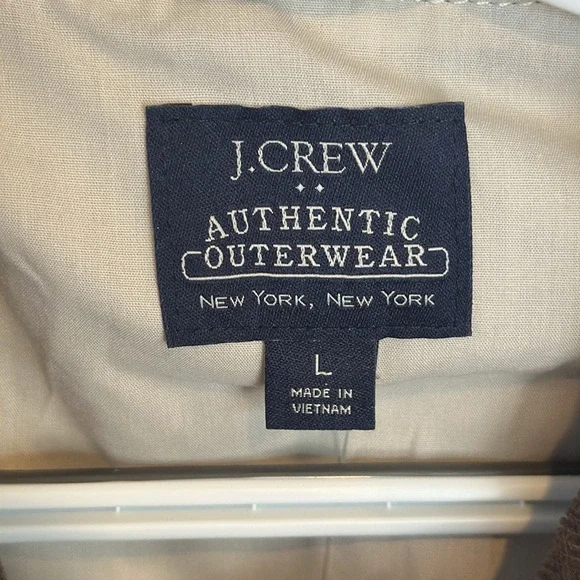 J.CREW
AUTHENTIC
OUTERWEAR
NEW YORK, NEW YORK
L
MADE IN
VIETNAM